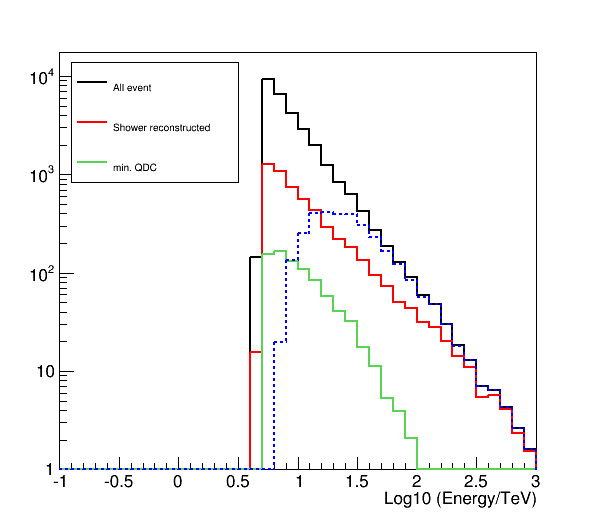 10^4
All event
Shower reconstructed
10^3
min. QDC
10^2
10
1
-1 -0.5 0 0.5 1 1.5 2 2.5 3
Log10 (Energy/TeV)